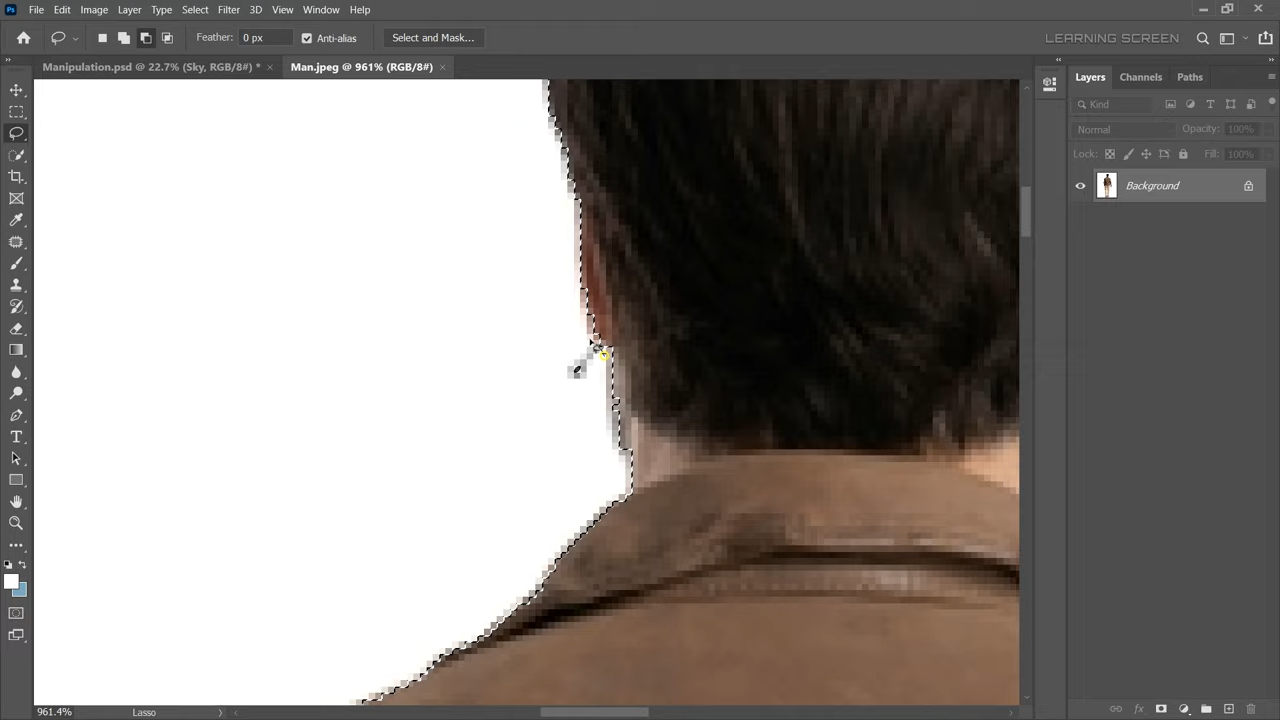 Ps File Edit Image Layer Type Select Filter 3D View Window Help
Feather: 0 px Anti-alias Select and Mask... LEARNING SCREEN
Manipulation.psd @ 22.7% (Sky, RGB/8#) * × Man.jpeg @ 961% (RGB/8#) ×
Layers Channels Paths
Kind
Normal Opacity: 100%
Lock: Fill: 100%
Background
961.4% Lasso